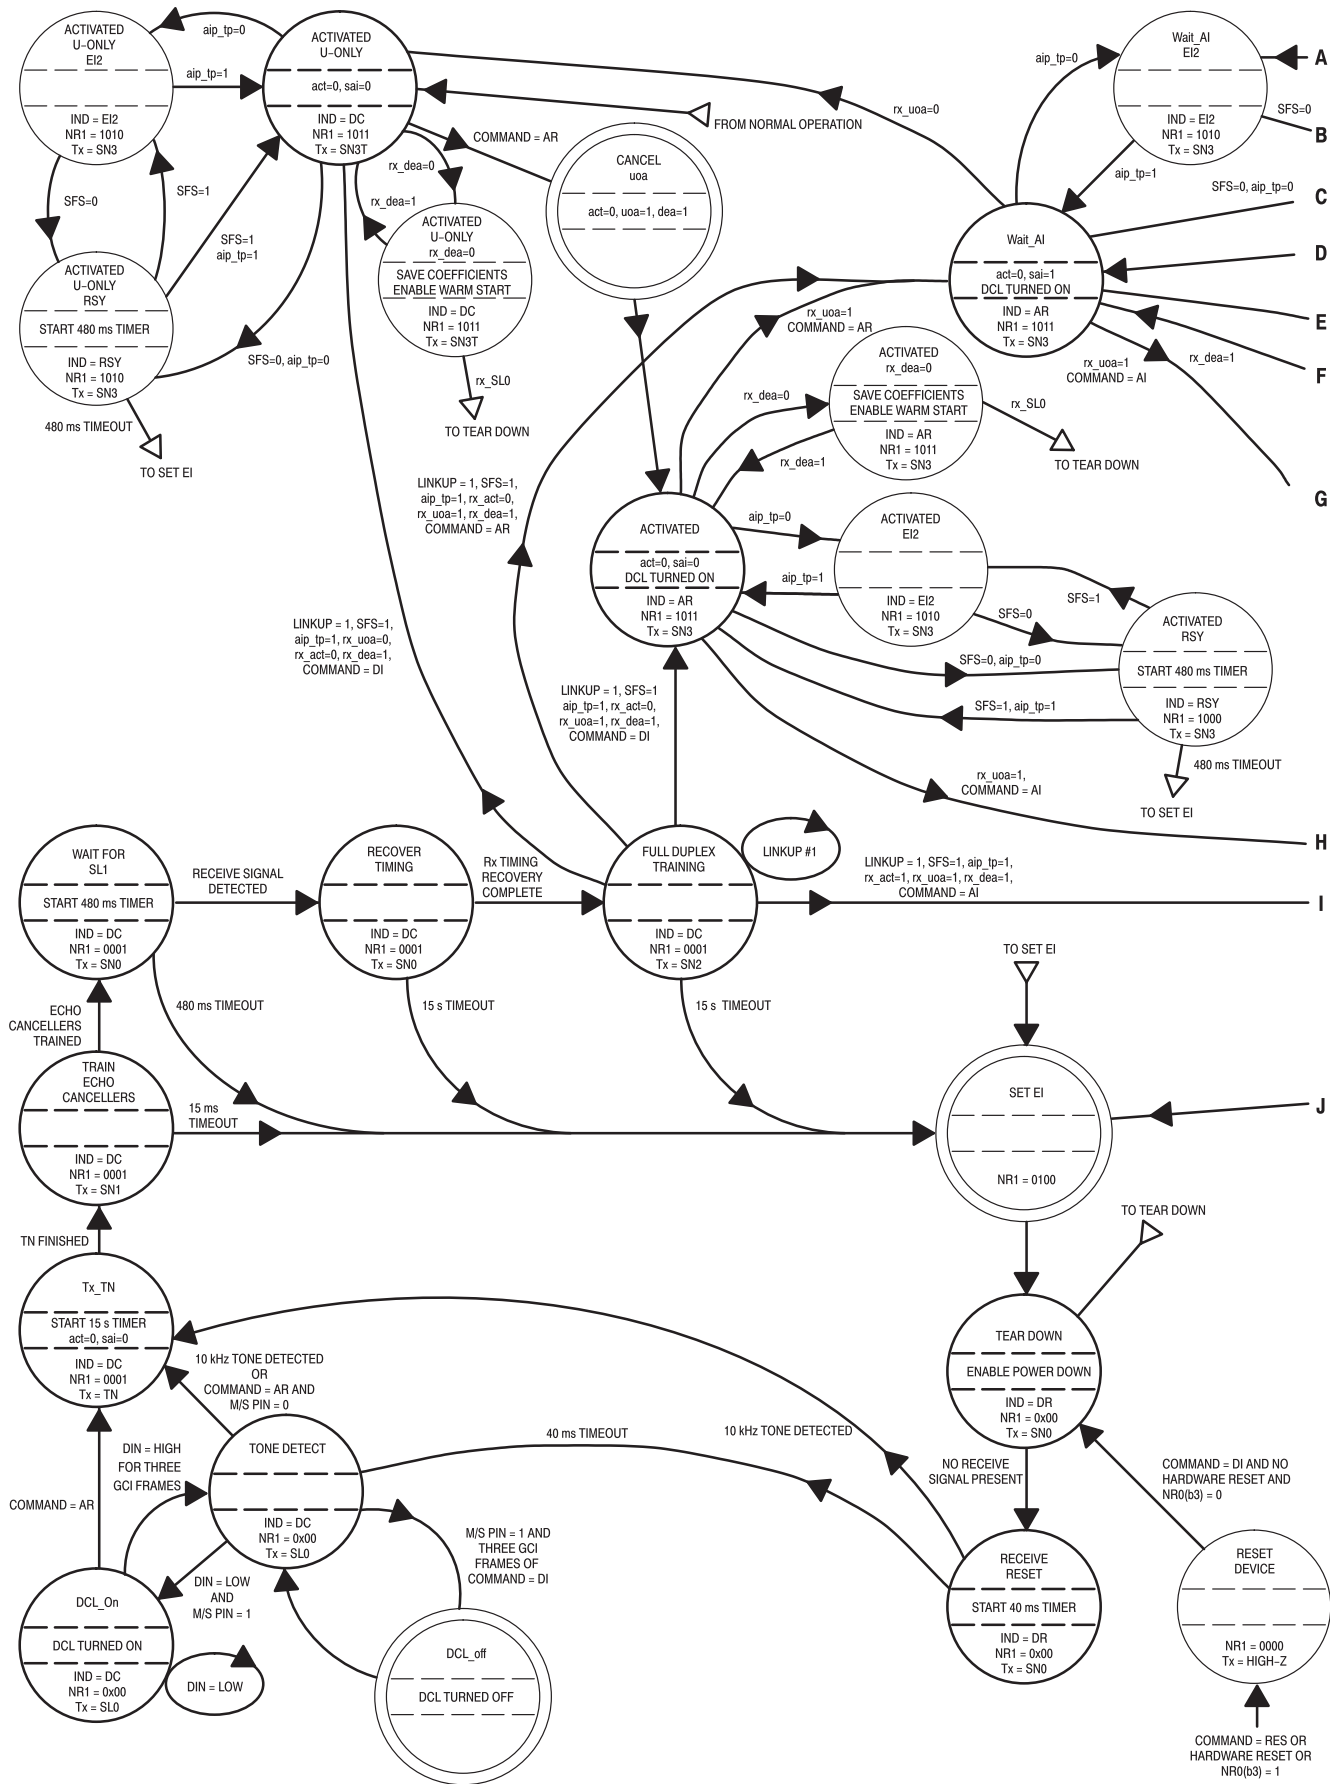 ACTIVATED
U-ONLY
EI2
IND = EI2
NR1 = 1010
Tx = SN3
aip_tp=0
aip_tp=1
ACTIVATED
U-ONLY
act=0, sai=0
IND = DC
NR1 = 1011
Tx = SN3T
FROM NORMAL OPERATION
COMMAND = AR
rx_dea=0
rx_dea=1
CANCEL
uoa
act=0, uoa=1, dea=1
rx_uoa=0
aip_tp=0
Wait_AI
EI2
IND = EI2
NR1 = 1010
Tx = SN3
A
SFS=0
B
aip_tp=1
SFS=0, aip_tp=0
C
D
E
F
SFS=0
SFS=1
SFS=1
aip_tp=1
ACTIVATED
U-ONLY
RSY
START 480 ms TIMER
IND = RSY
NR1 = 1010
Tx = SN3
SFS=0, aip_tp=0
480 ms TIMEOUT
TO SET EI
ACTIVATED
U-ONLY
rx_dea=0
SAVE COEFFICIENTS
ENABLE WARM START
IND = DC
NR1 = 1011
Tx = SN3T
rx_SL0
TO TEAR DOWN
Wait_AI
act=0, sai=1
DCL TURNED ON
IND = AR
NR1 = 1011
Tx = SN3
rx_uoa=1
COMMAND = AR
rx_uoa=1
COMMAND = AI
rx_dea=1
G
ACTIVATED
rx_dea=0
SAVE COEFFICIENTS
ENABLE WARM START
IND = AR
NR1 = 1011
Tx = SN3
rx_dea=0
rx_dea=1
rx_SL0
TO TEAR DOWN
LINKUP = 1, SFS=1,
aip_tp=1, rx_act=0,
rx_uoa=1, rx_dea=1,
COMMAND = AR
ACTIVATED
act=0, sai=0
DCL TURNED ON
IND = AR
NR1 = 1011
Tx = SN3
aip_tp=0
aip_tp=1
ACTIVATED
EI2
IND = EI2
NR1 = 1010
Tx = SN3
SFS=1
SFS=0
ACTIVATED
RSY
START 480 ms TIMER
IND = RSY
NR1 = 1000
Tx = SN3
SFS=0, aip_tp=0
SFS=1, aip_tp=1
480 ms TIMEOUT
TO SET EI
LINKUP = 1, SFS=1,
aip_tp=1, rx_uoa=0,
rx_act=0, rx_dea=1,
COMMAND = DI
LINKUP = 1, SFS=1
aip_tp=1, rx_act=0,
rx_uoa=1, rx_dea=1,
COMMAND = DI
rx_uoa=1,
COMMAND = AI
H
WAIT FOR
SL1
START 480 ms TIMER
IND = DC
NR1 = 0001
Tx = SN0
RECEIVE SIGNAL
DETECTED
RECOVER
TIMING
IND = DC
NR1 = 0001
Tx = SN0
Rx TIMING
RECOVERY
COMPLETE
FULL DUPLEX
TRAINING
IND = DC
NR1 = 0001
Tx = SN2
LINKUP #1
LINKUP = 1, SFS=1, aip_tp=1,
rx_act=1, rx_uoa=1, rx_dea=1,
COMMAND = AI
I
TO SET EI
ECHO
CANCELLERS
TRAINED
480 ms TIMEOUT
15 s TIMEOUT
15 s TIMEOUT
TRAIN
ECHO
CANCELLERS
IND = DC
NR1 = 0001
Tx = SN1
15 ms
TIMEOUT
SET EI
NR1 = 0100
J
TN FINISHED
Tx_TN
START 15 s TIMER
act=0, sai=0
IND = DC
NR1 = 0001
Tx = TN
TO TEAR DOWN
TEAR DOWN
ENABLE POWER DOWN
IND = DR
NR1 = 0x00
Tx = SN0
10 kHz TONE DETECTED
OR
COMMAND = AR AND
M/S PIN = 0
40 ms TIMEOUT
10 kHz TONE DETECTED
NO RECEIVE
SIGNAL PRESENT
COMMAND = DI AND NO
HARDWARE RESET AND
NR0(b3) = 0
DIN = HIGH
FOR THREE
GCI FRAMES
COMMAND = AR
TONE DETECT
IND = DC
NR1 = 0x00
Tx = SL0
M/S PIN = 1 AND
THREE GCI
FRAMES OF
COMMAND = DI
DIN = LOW
AND
M/S PIN = 1
RECEIVE
RESET
START 40 ms TIMER
IND = DR
NR1 = 0x00
Tx = SN0
RESET
DEVICE
NR1 = 0000
Tx = HIGH-Z
DCL_On
DCL TURNED ON
IND = DC
NR1 = 0x00
Tx = SL0
DIN = LOW
DCL_off
DCL TURNED OFF
COMMAND = RES OR
HARDWARE RESET OR
NR0(b3) = 1